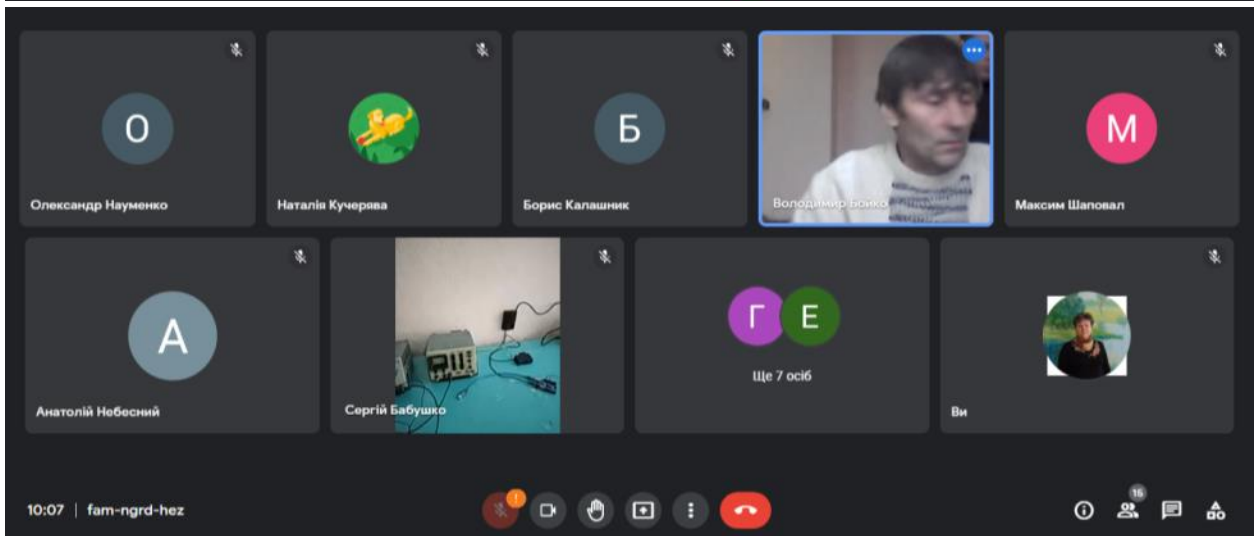 О
Олександр Науменко
Наталія Кучерява
Б
Борис Калашник
Володимир Бойко
М
Максим Шаповал
А
Анатолій Небесний
Сергій Бабушко
Г Е
Ще 7 осіб
Ви
10:07 | fam-ngrd-hez
!
15